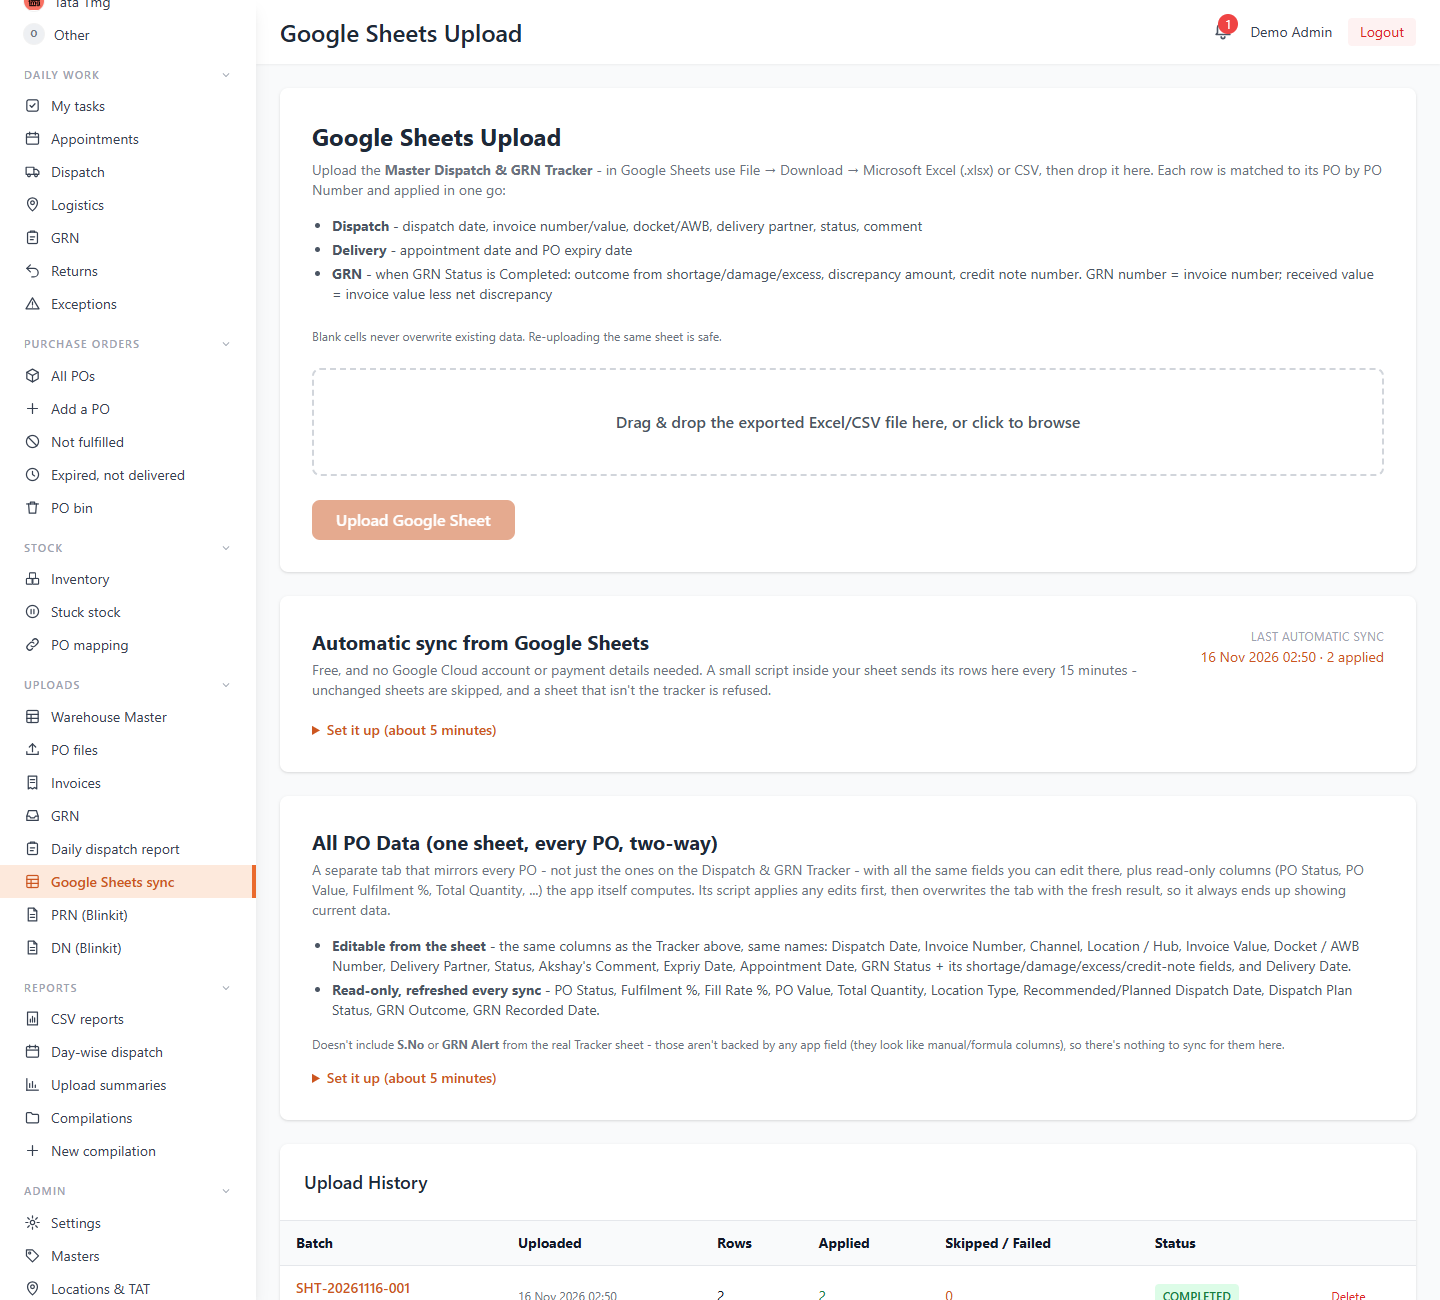 Tata Tmg
O Other
DAILY WORK
My tasks
Appointments
Dispatch
Logistics
GRN
Returns
Exceptions
PURCHASE ORDERS
All POs
Add a PO
Not fulfilled
Expired, not delivered
PO bin
STOCK
Inventory
Stuck stock
PO mapping
UPLOADS
Warehouse Master
PO files
Invoices
GRN
Daily dispatch report
Google Sheets sync
PRN (Blinkit)
DN (Blinkit)
REPORTS
CSV reports
Day-wise dispatch
Upload summaries
Compilations
New compilation
ADMIN
Settings
Masters
Locations & TAT
Google Sheets Upload
1
Demo Admin
Logout
Google Sheets Upload
Upload the Master Dispatch & GRN Tracker - in Google Sheets use File → Download → Microsoft Excel (.xlsx) or CSV, then drop it here. Each row is matched to its PO by PO
Number and applied in one go:
• Dispatch - dispatch date, invoice number/value, docket/AWB, delivery partner, status, comment
• Delivery - appointment date and PO expiry date
• GRN - when GRN Status is Completed: outcome from shortage/damage/excess, discrepancy amount, credit note number. GRN number = invoice number; received value
= invoice value less net discrepancy
Blank cells never overwrite existing data. Re-uploading the same sheet is safe.
Drag & drop the exported Excel/CSV file here, or click to browse
Upload Google Sheet
Automatic sync from Google Sheets
Free, and no Google Cloud account or payment details needed. A small script inside your sheet sends its rows here every 15 minutes -
unchanged sheets are skipped, and a sheet that isn't the tracker is refused.
LAST AUTOMATIC SYNC
16 Nov 2026 02:50 · 2 applied
▶ Set it up (about 5 minutes)
All PO Data (one sheet, every PO, two-way)
A separate tab that mirrors every PO - not just the ones on the Dispatch & GRN Tracker - with all the same fields you can edit there, plus read-only columns (PO Status, PO
Value, Fulfilment %, Total Quantity, ...) the app itself computes. Its script applies any edits first, then overwrites the tab with the fresh result, so it always ends up showing
current data.
• Editable from the sheet - the same columns as the Tracker above, same names: Dispatch Date, Invoice Number, Channel, Location / Hub, Invoice Value, Docket / AWB
Number, Delivery Partner, Status, Akshay's Comment, Expriy Date, Appointment Date, GRN Status + its shortage/damage/excess/credit-note fields, and Delivery Date.
• Read-only, refreshed every sync - PO Status, Fulfilment %, Fill Rate %, PO Value, Total Quantity, Location Type, Recommended/Planned Dispatch Date, Dispatch Plan
Status, GRN Outcome, GRN Recorded Date.
Doesn't include S.No or GRN Alert from the real Tracker sheet - those aren't backed by any app field (they look like manual/formula columns), so there's nothing to sync for them here.
▶ Set it up (about 5 minutes)
Upload History
Batch Uploaded Rows Applied Skipped / Failed Status
SHT-20261116-001
16 Nov 2026 02:50 2 2 0 COMPLETED Delete